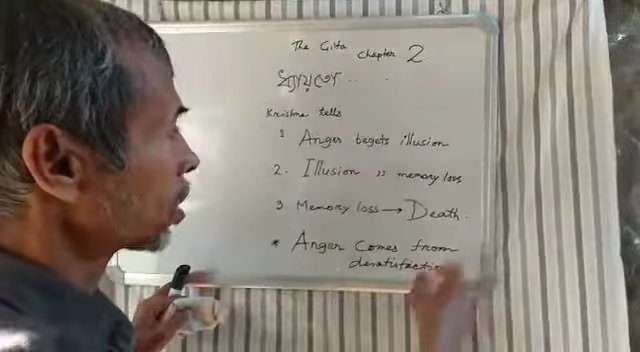 The Gita Chapter 2
ধ্যায়তো ...
Krishna tells
1 Anger begets illusion
2. Illusion ,, memory loss
3 Memory loss → Death.
* Anger comes from